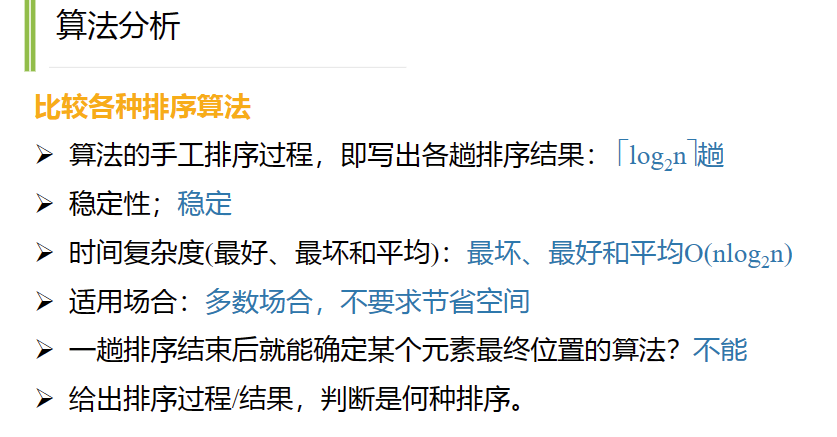 算法分析
比较各种排序算法
➢ 算法的手工排序过程，即写出各趟排序结果：⌈log₂n⌉趟
➢ 稳定性；稳定
➢ 时间复杂度(最好、最坏和平均)：最坏、最好和平均O(nlog₂n)
➢ 适用场合：多数场合，不要求节省空间
➢ 一趟排序结束后就能确定某个元素最终位置的算法？不能
➢ 给出排序过程/结果，判断是何种排序。